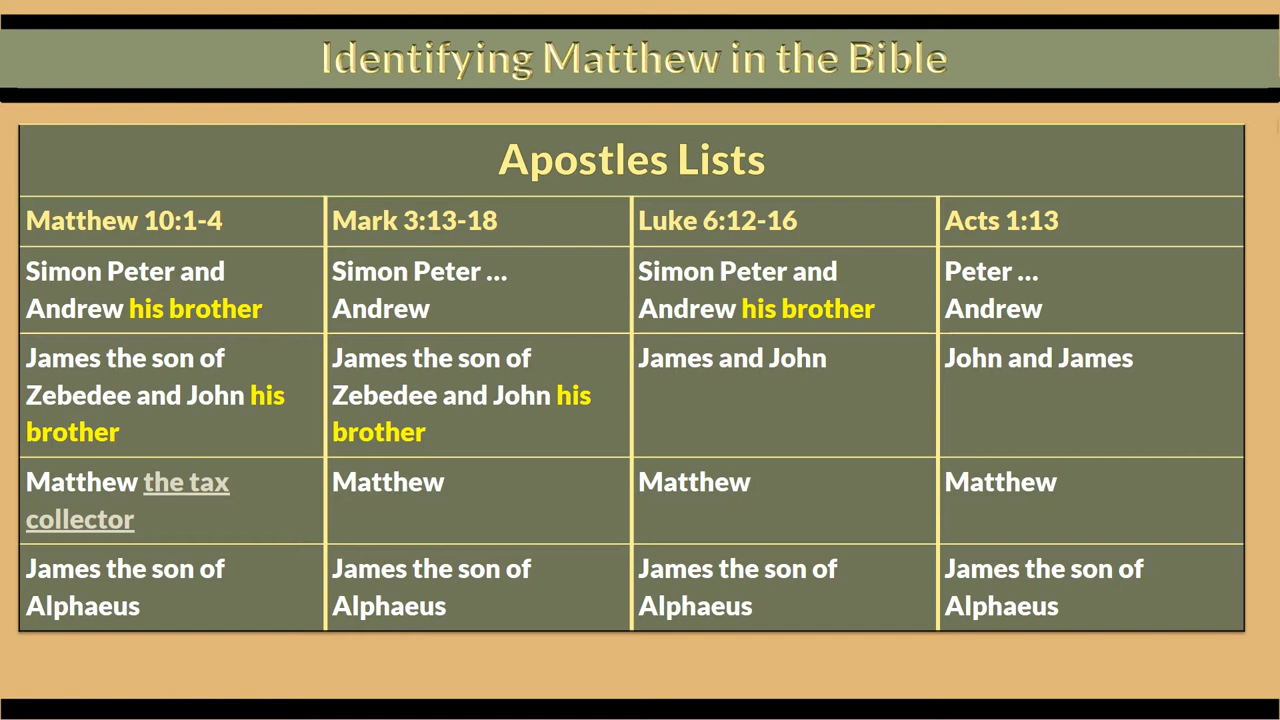 Identifying Matthew in the Bible
Apostles Lists
Matthew 10:1-4
Mark 3:13-18
Luke 6:12-16
Acts 1:13
Simon Peter and
Andrew his brother
Simon Peter ...
Andrew
Simon Peter and
Andrew his brother
Peter ...
Andrew
James the son of
Zebedee and John his
brother
James the son of
Zebedee and John his
brother
James and John
John and James
Matthew the tax
collector
Matthew
Matthew
Matthew
James the son of
Alphaeus
James the son of
Alphaeus
James the son of
Alphaeus
James the son of
Alphaeus